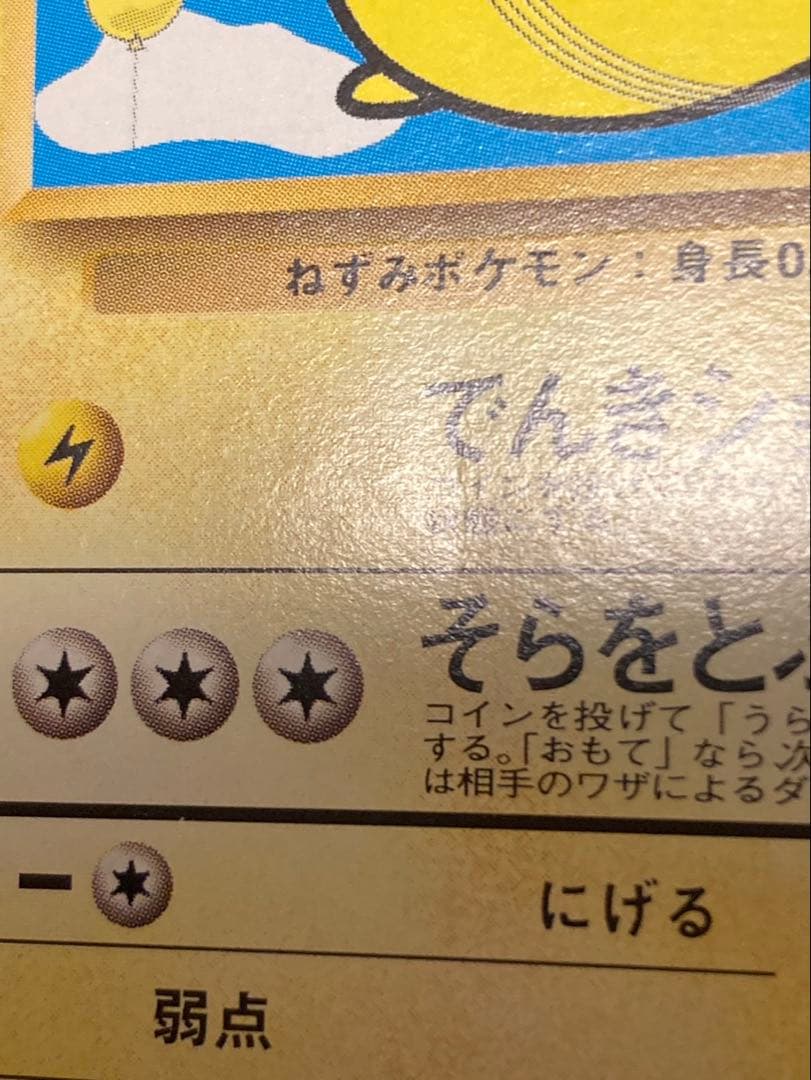 ねずみポケモン：身長0
でんきシ
そらをと
コインを投げて「うら
する。「おもて」なら次
は相手のワザによるダ
ー
にげる
弱点